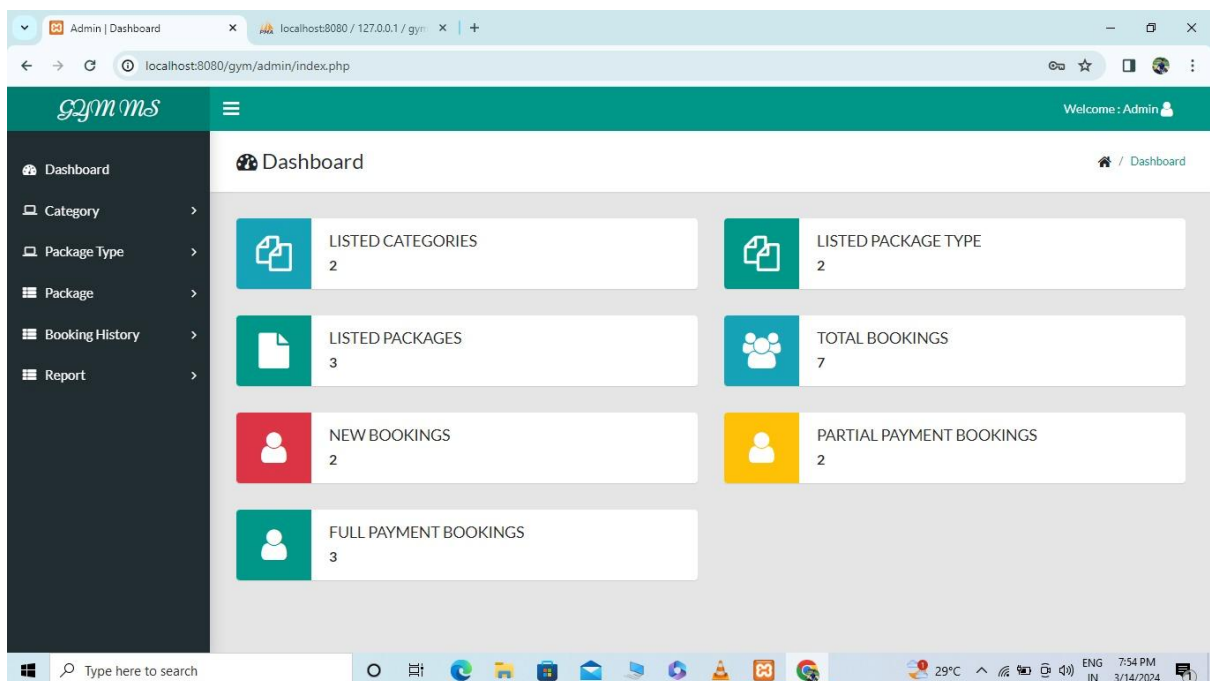 Admin | Dashboard
localhost:8080 / 127.0.0.1 / gym
localhost:8080/gym/admin/index.php
GYM MS
Welcome : Admin
Dashboard
Dashboard
/ Dashboard
Category
Package Type
Package
Booking History
Report
LISTED CATEGORIES
2
LISTED PACKAGE TYPE
2
LISTED PACKAGES
3
TOTAL BOOKINGS
7
NEW BOOKINGS
2
PARTIAL PAYMENT BOOKINGS
2
FULL PAYMENT BOOKINGS
3
Type here to search
29°C
ENG
IN
7:54 PM
3/14/2024